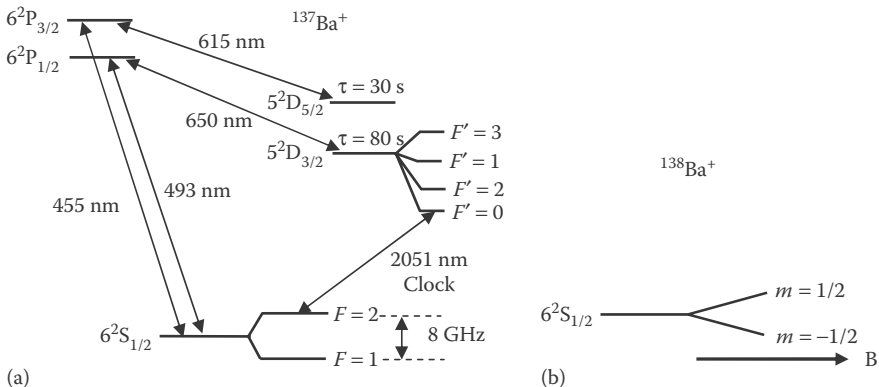 6²P₃/₂
¹³⁷Ba⁺
615 nm
6²P₁/₂
τ = 30 s
5²D₅/₂
650 nm
τ = 80 s
F′ = 3
5²D₃/₂
F′ = 1
¹³⁸Ba⁺
F′ = 2
493 nm
455 nm
F′ = 0
2051 nm
Clock
m = 1/2
6²S₁/₂
F = 2
6²S₁/₂
8 GHz
m = −1/2
F = 1
B
(a)
(b)